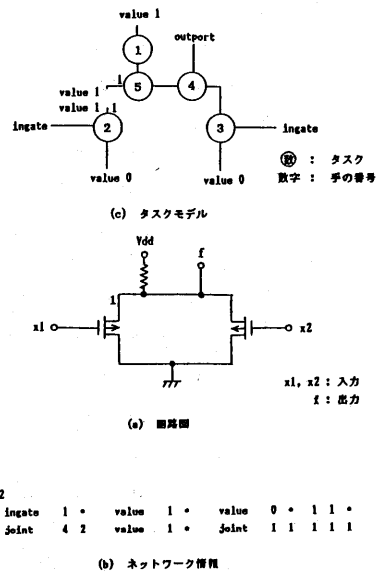 value 1
1
outport
1
5
4
value 1
value 1 1
ingate
2
3
ingate
value 0
value 0
数 : タスク
数字 : 手の番号
(c) タスクモデル
Vdd
f
1
x1
x2
x1, x2 : 入力
f : 出力
(a) 回路図
2
ingate 1 * value 1 * value 0 * 1 1 *
joint 4 2 value 1 * joint 1 1 1 1 1
(b) ネットワーク情報